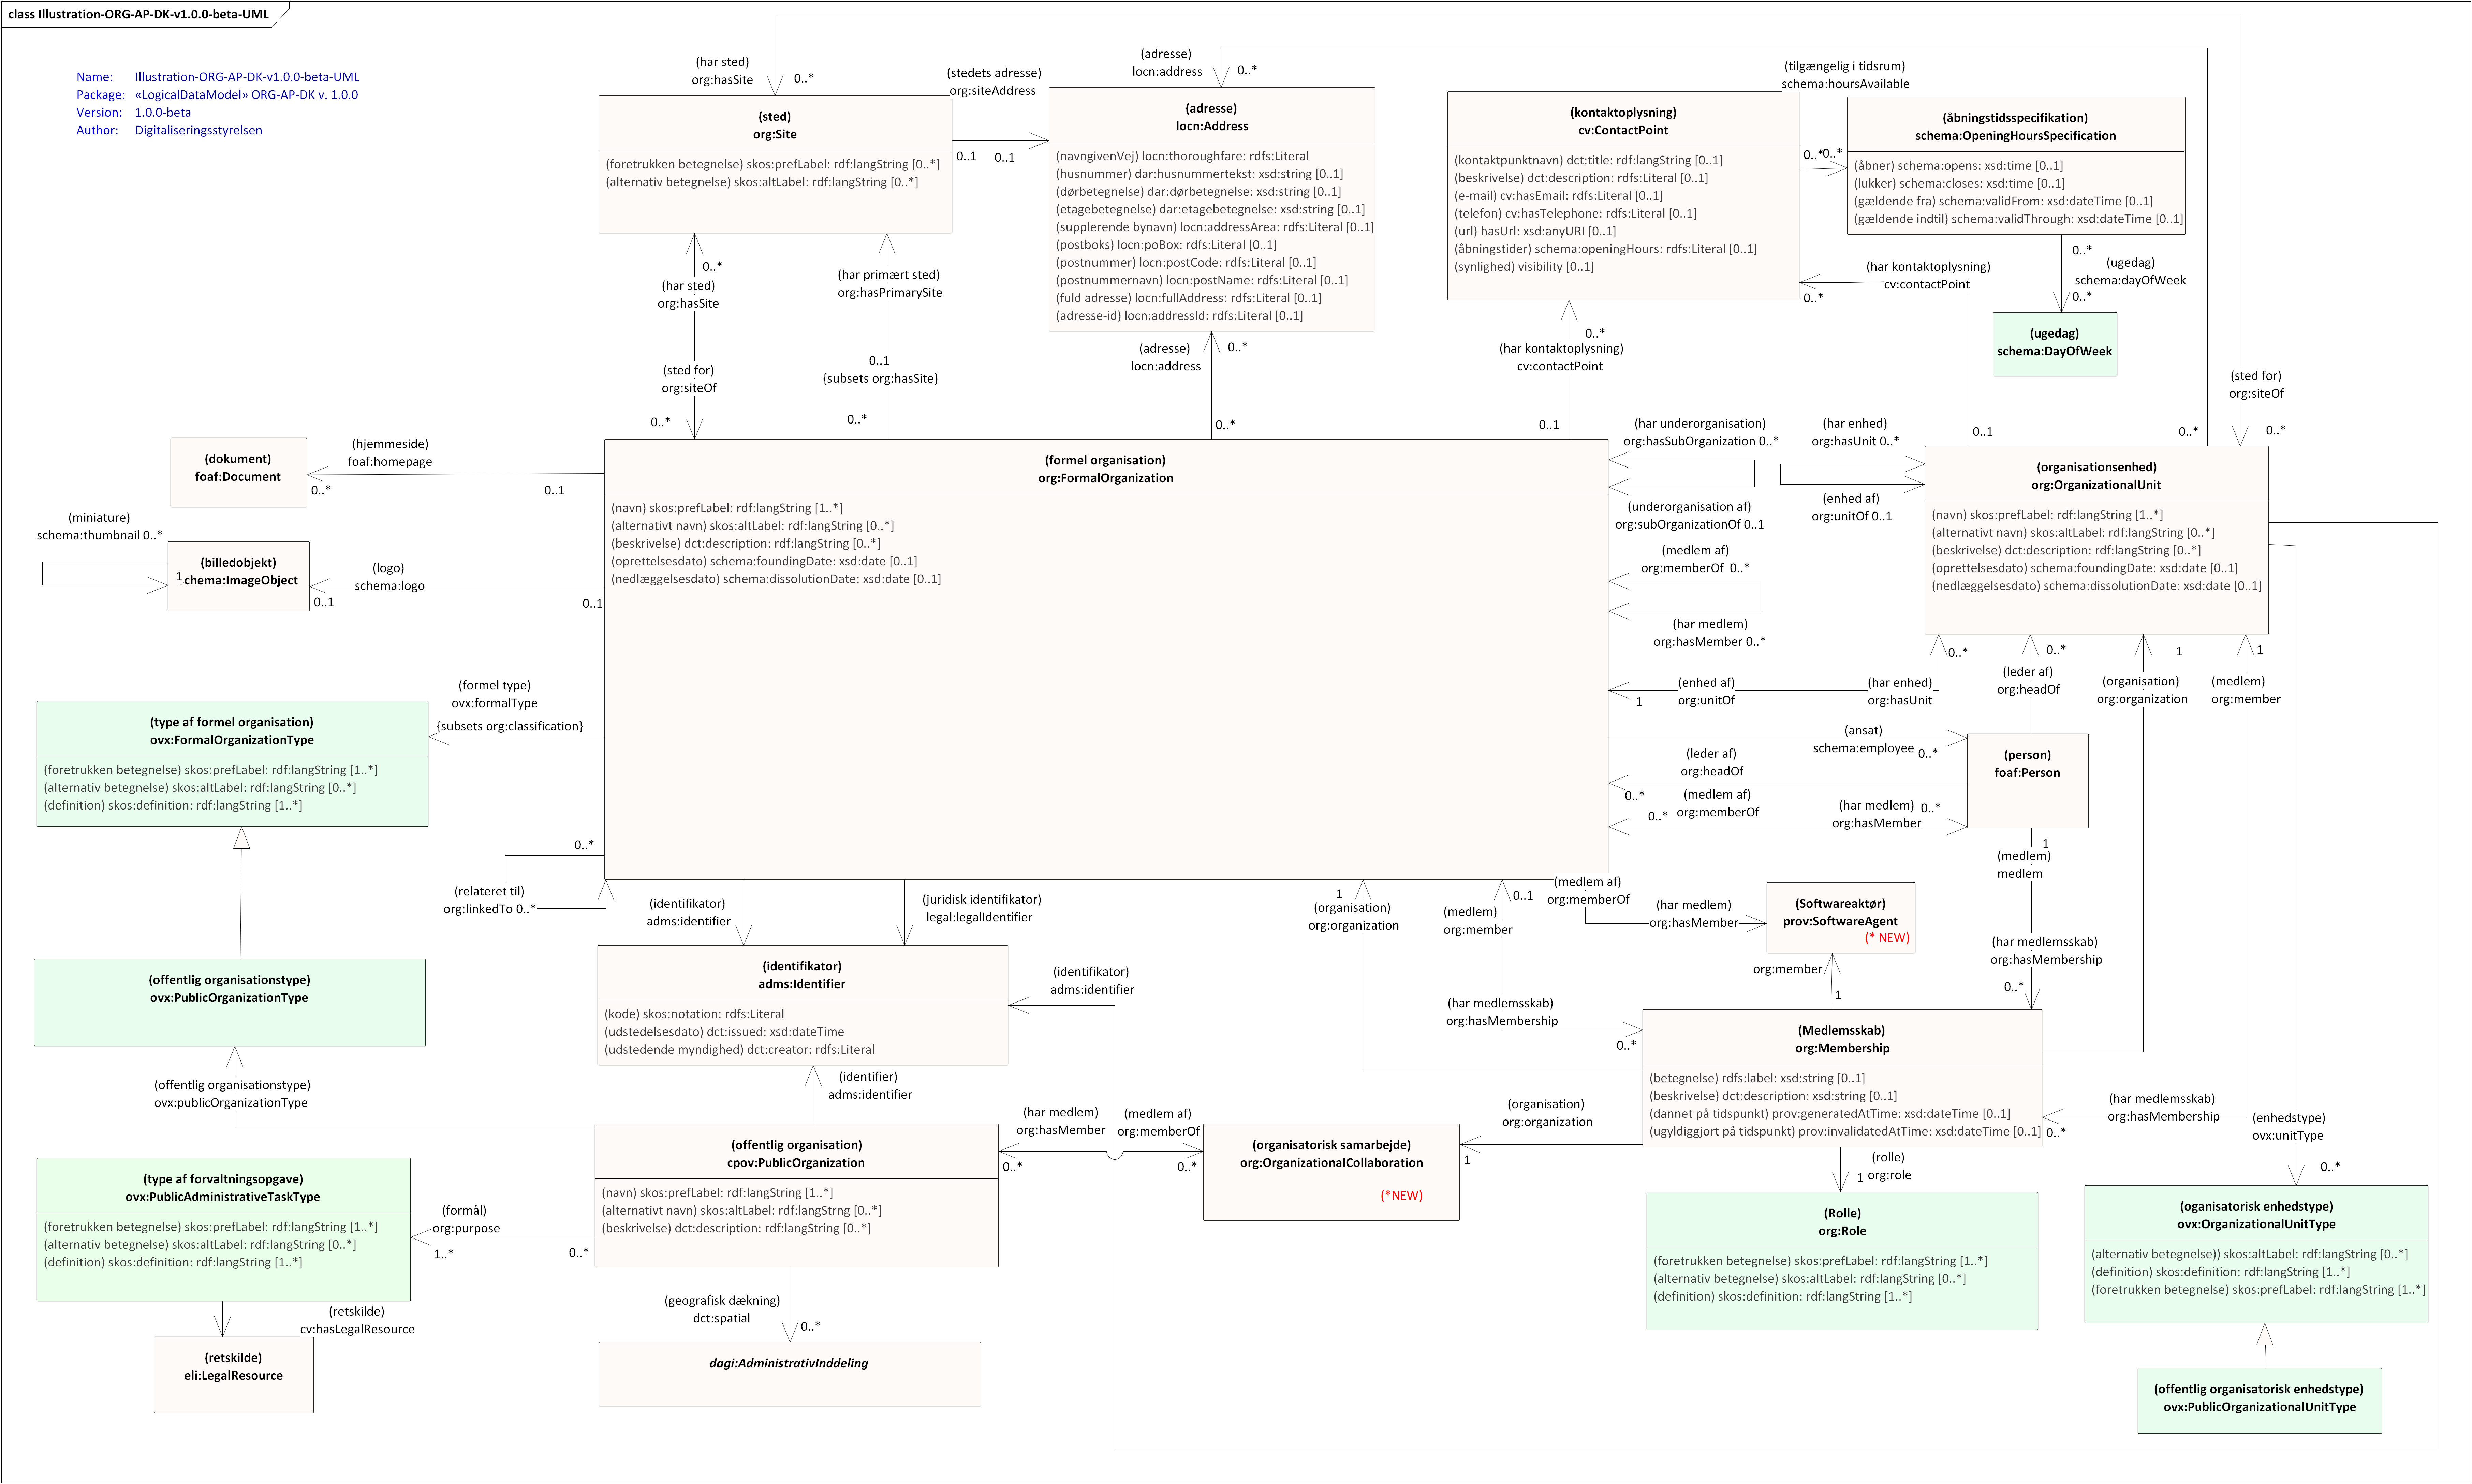 class Illustration-ORG-AP-DK-v1.0.0-beta-UML
Name: Illustration-ORG-AP-DK-v1.0.0-beta-UML
Package: «LogicalDataModel» ORG-AP-DK v. 1.0.0
Version: 1.0.0-beta
Author: Digitaliseringsstyrelsen
(har sted)
org:hasSite
0..*
(sted)
org:Site
(foretrukken betegnelse) skos:prefLabel: rdf:langString [0..*]
(alternativ betegnelse) skos:altLabel: rdf:langString [0..*]
(stedets adresse)
org:siteAddress
0..1
0..1
(adresse)
locn:address
0..*
(adresse)
locn:Address
(navngivenVej) locn:thoroughfare: rdfs:Literal
(husnummer) dar:husnummertekst: xsd:string [0..1]
(dørbetegnelse) dar:dørbetegnelse: xsd:string [0..1]
(etagebetegnelse) dar:etagebetegnelse: xsd:string [0..1]
(supplerende bynavn) locn:addressArea: rdfs:Literal [0..1]
(postboks) locn:poBox: rdfs:Literal [0..1]
(postnummer) locn:postCode: rdfs:Literal [0..1]
(postnummernavn) locn:postName: rdfs:Literal [0..1]
(fuld adresse) locn:fullAddress: rdfs:Literal [0..1]
(adresse-id) locn:addressId: rdfs:Literal [0..1]
(kontaktoplysning)
cv:ContactPoint
(kontaktpunktnavn) dct:title: rdf:langString [0..1]
(beskrivelse) dct:description: rdfs:Literal [0..1]
(e-mail) cv:hasEmail: rdfs:Literal [0..1]
(telefon) cv:hasTelephone: rdfs:Literal [0..1]
(url) hasUrl: xsd:anyURI [0..1]
(åbningstider) schema:openingHours: rdfs:Literal [0..1]
(synlighed) visibility [0..1]
(tilgængelig i tidsrum)
schema:hoursAvailable
0..*
0..*
(åbningstidsspecifikation)
schema:OpeningHoursSpecification
(åbner) schema:opens: xsd:time [0..1]
(lukker) schema:closes: xsd:time [0..1]
(gældende fra) schema:validFrom: xsd:dateTime [0..1]
(gældende indtil) schema:validThrough: xsd:dateTime [0..1]
0..*
(ugedag)
schema:dayOfWeek
0..*
(ugedag)
schema:DayOfWeek
(har kontaktoplysning)
cv:contactPoint
0..*
0..1
0..*
(har sted)
org:hasSite
(sted for)
org:siteOf
0..*
(har primært sted)
org:hasPrimarySite
0..1
{subsets org:hasSite}
0..*
(adresse)
locn:address
0..*
0..*
0..*
(har kontaktoplysning)
cv:contactPoint
0..1
(sted for)
org:siteOf
0..*
0..*
(hjemmeside)
foaf:homepage
0..*
0..1
(dokument)
foaf:Document
(miniature)
schema:thumbnail 0..*
1
(billedobjekt)
schema:ImageObject
(logo)
schema:logo
0..1
0..1
(formel organisation)
org:FormalOrganization
(navn) skos:prefLabel: rdf:langString [1..*]
(alternativt navn) skos:altLabel: rdf:langString [0..*]
(beskrivelse) dct:description: rdf:langString [0..*]
(oprettelsesdato) schema:foundingDate: xsd:date [0..1]
(nedlæggelsesdato) schema:dissolutionDate: xsd:date [0..1]
(har underorganisation)
org:hasSubOrganization 0..*
(underorganisation af)
org:subOrganizationOf 0..1
(medlem af)
org:memberOf 0..*
(har medlem)
org:hasMember 0..*
(har enhed)
org:hasUnit 0..*
(enhed af)
org:unitOf 0..1
(organisationsenhed)
org:OrganizationalUnit
(navn) skos:prefLabel: rdf:langString [1..*]
(alternativt navn) skos:altLabel: rdf:langString [0..*]
(beskrivelse) dct:description: rdf:langString [0..*]
(oprettelsesdato) schema:foundingDate: xsd:date [0..1]
(nedlæggelsesdato) schema:dissolutionDate: xsd:date [0..1]
(enhed af)
org:unitOf
1
(har enhed)
org:hasUnit
0..*
(leder af)
org:headOf
0..*
(organisation)
org:organization
1
(medlem)
org:member
1
(ansat)
schema:employee
0..*
(leder af)
org:headOf
0..*
(medlem af)
org:memberOf
0..*
(har medlem)
org:hasMember
0..*
(person)
foaf:Person
1
(medlem)
medlem
(har medlemsskab)
org:hasMembership
0..*
(formel type)
ovx:formalType
{subsets org:classification}
(type af formel organisation)
ovx:FormalOrganizationType
(foretrukken betegnelse) skos:prefLabel: rdf:langString [1..*]
(alternativ betegnelse) skos:altLabel: rdf:langString [0..*]
(definition) skos:definition: rdf:langString [1..*]
0..*
(relateret til)
org:linkedTo 0..*
(identifikator)
adms:identifier
(juridisk identifikator)
legal:legalIdentifier
1
(organisation)
org:organization
0..1
(medlem)
org:member
(har medlemsskab)
org:hasMembership
0..*
(medlem af)
org:memberOf
(har medlem)
org:hasMember
(Softwareaktør)
prov:SoftwareAgent
(* NEW)
org:member
1
(offentlig organisationstype)
ovx:PublicOrganizationType
(offentlig organisationstype)
ovx:publicOrganizationType
(identifikator)
adms:Identifier
(kode) skos:notation: rdfs:Literal
(udstedelsesdato) dct:issued: xsd:dateTime
(udstedende myndighed) dct:creator: rdfs:Literal
(identifikator)
adms:identifier
(identifier)
adms:identifier
(Medlemsskab)
org:Membership
(betegnelse) rdfs:label: xsd:string [0..1]
(beskrivelse) dct:description: xsd:string [0..1]
(dannet på tidspunkt) prov:generatedAtTime: xsd:dateTime [0..1]
(ugyldiggjort på tidspunkt) prov:invalidatedAtTime: xsd:dateTime [0..1]
(har medlemsskab)
org:hasMembership
0..*
(enhedstype)
ovx:unitType
0..*
(offentlig organisation)
cpov:PublicOrganization
(navn) skos:prefLabel: rdf:langString [1..*]
(alternativt navn) skos:altLabel: rdf:langStrng [0..*]
(beskrivelse) dct:description: rdf:langString [0..*]
(har medlem)
org:hasMember
0..*
(medlem af)
org:memberOf
0..*
(organisatorisk samarbejde)
org:OrganizationalCollaboration
(*NEW)
(organisation)
org:organization
1
(rolle)
org:role
1
(type af forvaltningsopgave)
ovx:PublicAdministrativeTaskType
(foretrukken betegnelse) skos:prefLabel: rdf:langString [1..*]
(alternativ betegnelse) skos:altLabel: rdf:langString [0..*]
(definition) skos:definition: rdf:langString [1..*]
(formål)
org:purpose
1..*
0..*
(retskilde)
cv:hasLegalResource
(retskilde)
eli:LegalResource
(geografisk dækning)
dct:spatial
0..*
dagi:AdministrativInddeling
(Rolle)
org:Role
(foretrukken betegnelse) skos:prefLabel: rdf:langString [1..*]
(alternativ betegnelse) skos:altLabel: rdf:langString [0..*]
(definition) skos:definition: rdf:langString [1..*]
(oganisatorisk enhedstype)
ovx:OrganizationalUnitType
(alternativ betegnelse)) skos:altLabel: rdf:langString [0..*]
(definition) skos:definition: rdf:langString [1..*]
(foretrukken betegnelse) skos:prefLabel: rdf:langString [1..*]
(offentlig organisatorisk enhedstype)
ovx:PublicOrganizationalUnitType